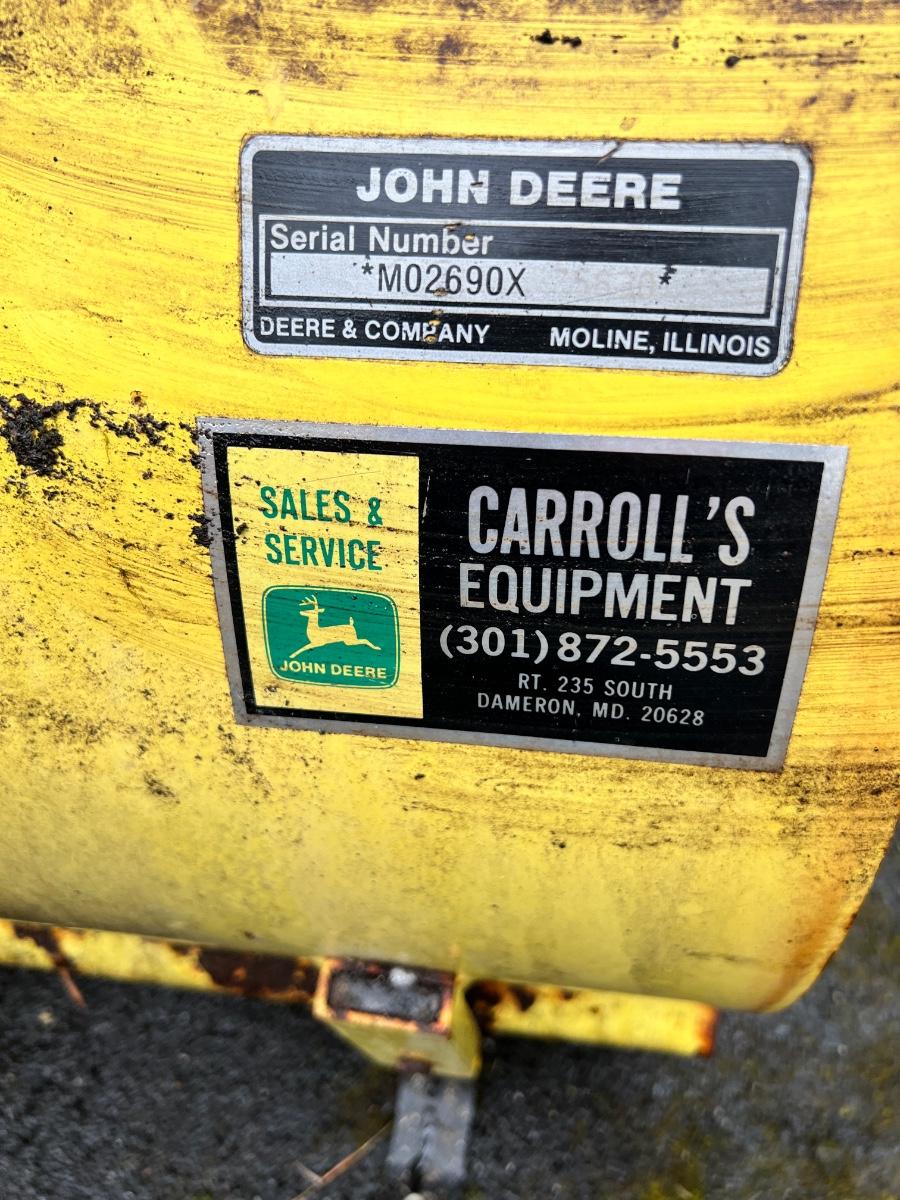 JOHN DEERE
Serial Number
*M02690X *
DEERE & COMPANY MOLINE, ILLINOIS
SALES &
SERVICE
JOHN DEERE
CARROLL'S
EQUIPMENT
(301) 872-5553
RT. 235 SOUTH
DAMERON, MD. 20628